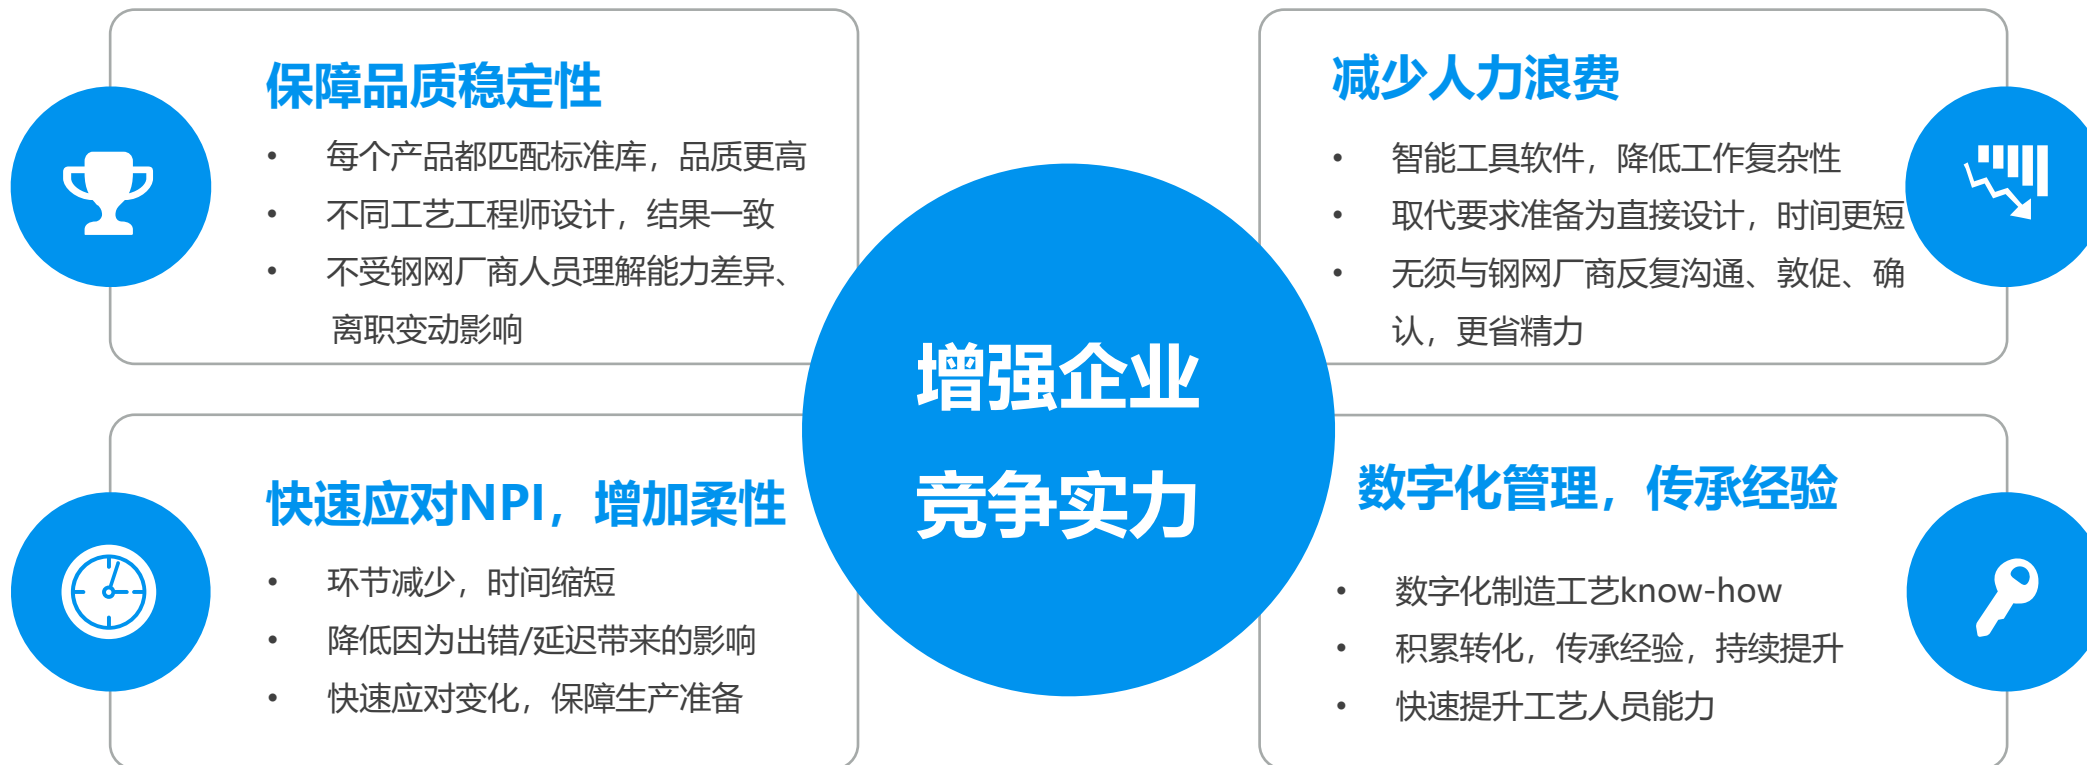 保障品质稳定性
• 每个产品都匹配标准库，品质更高
• 不同工艺工程师设计，结果一致
• 不受钢网厂商人员理解能力差异、
离职变动影响
减少人力浪费
• 智能工具软件，降低工作复杂性
• 取代要求准备为直接设计，时间更短
• 无须与钢网厂商反复沟通、敦促、确
认，更省精力
增强企业
竞争实力
快速应对NPI，增加柔性
• 环节减少，时间缩短
• 降低因为出错/延迟带来的影响
• 快速应对变化，保障生产准备
数字化管理，传承经验
• 数字化制造工艺know-how
• 积累转化，传承经验，持续提升
• 快速提升工艺人员能力